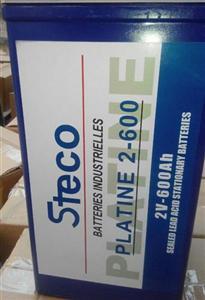 Steco
BATTERIES INDUSTRIELLES
PLATINE
PLATINE 2-600
2V-600Ah
SEALED LEAD ACID STATIONARY BATTERIES